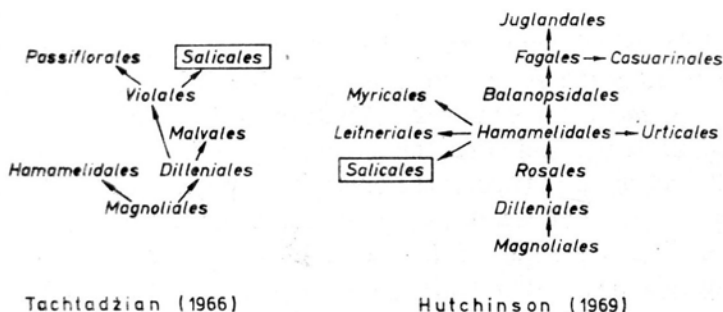 Juglandales
Passiflorales Salicales
Fagales Casuarinales
Violales
Myricales Balanopsidales
Malvales
Leitneriales Hamamelidales Urticales
Hamamelidales Dilleniales
Salicales Rosales
Magnoliales
Dilleniales
Magnoliales
Tachtadžian (1966) Hutchinson (1969)